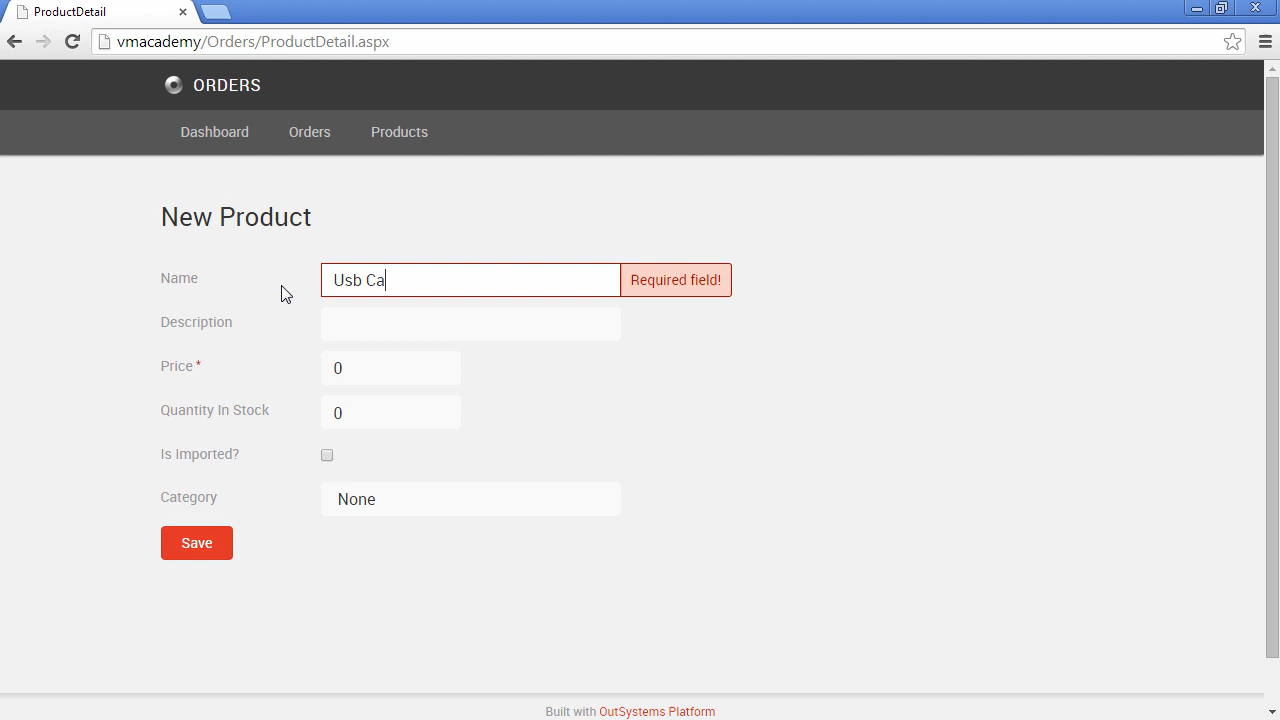 ProductDetail
vmacademy/Orders/ProductDetail.aspx
ORDERS
Dashboard Orders Products
New Product
Name Usb Ca Required field!
Description
Price * 0
Quantity In Stock 0
Is Imported?
Category None
Save
Built with OutSystems Platform